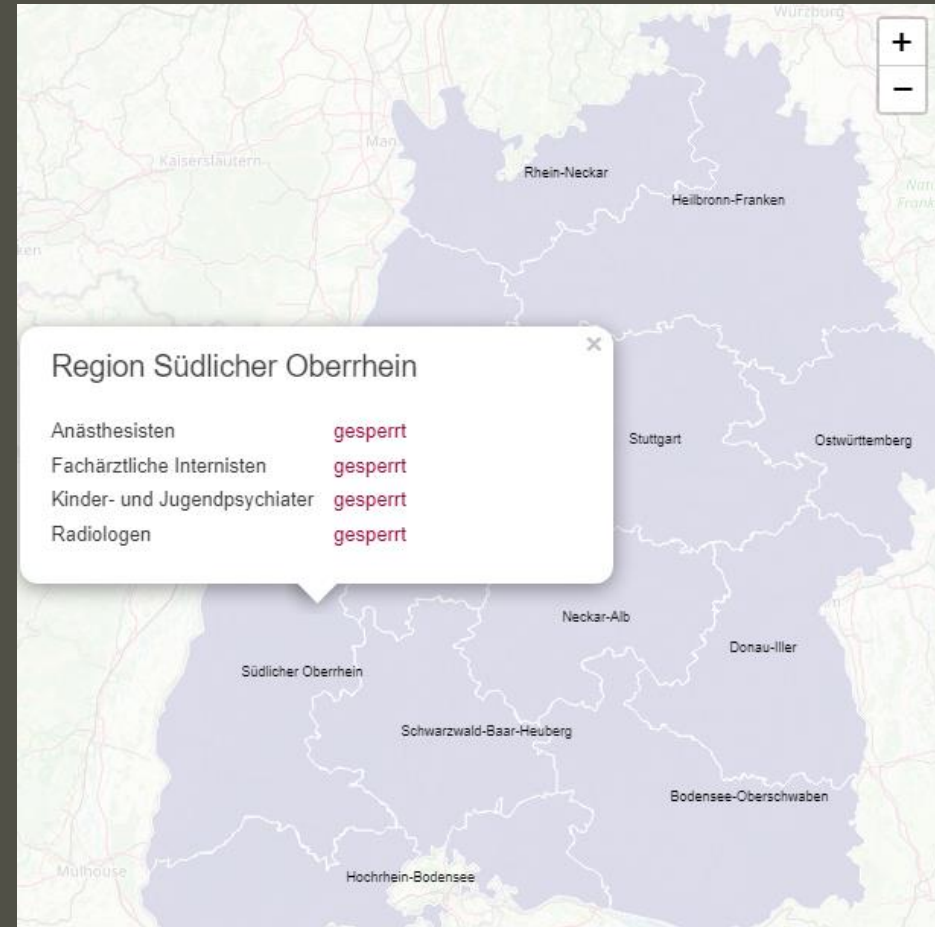 Würzburg
+
−
Kaiserslautern
Rhein-Neckar
Heilbronn-Franken
Region Südlicher Oberrhein
×
Anästhesisten gesperrt
Fachärztliche Internisten gesperrt
Kinder- und Jugendpsychiater gesperrt
Radiologen gesperrt
Stuttgart
Ostwürttemberg
Neckar-Alb
Donau-Iller
Südlicher Oberrhein
Schwarzwald-Baar-Heuberg
Bodensee-Oberschwaben
Mulhouse
Hochrhein-Bodensee